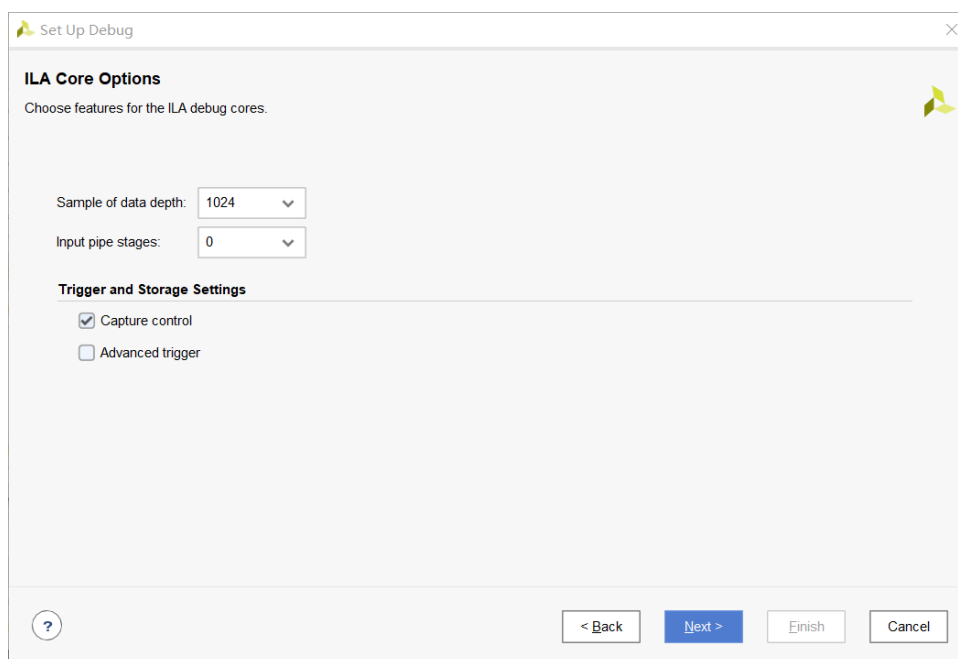 Set Up Debug
ILA Core Options
Choose features for the ILA debug cores.
Sample of data depth: 1024
Input pipe stages: 0
Trigger and Storage Settings
Capture control
Advanced trigger
? < Back Next > Finish Cancel